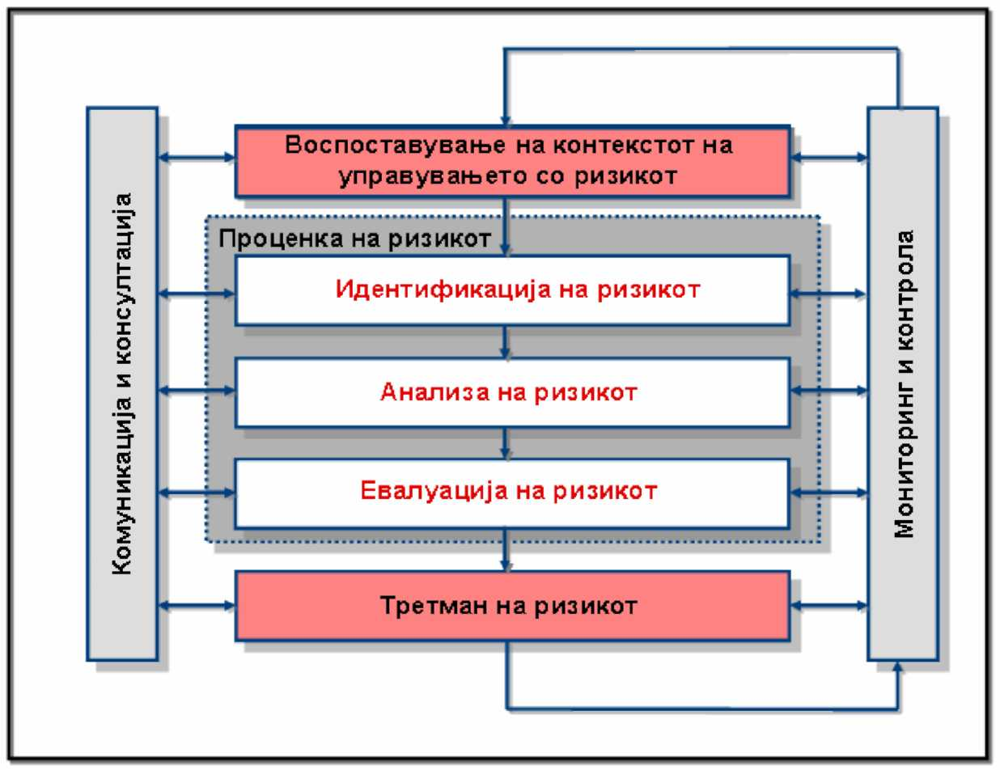 Воспоставување на контекстот на
управувањето со ризикот
Проценка на ризикот
Идентификација на ризикот
Анализа на ризикот
Евалуација на ризикот
Третман на ризикот
Комуникација и консултација
Мониторинг и контрола